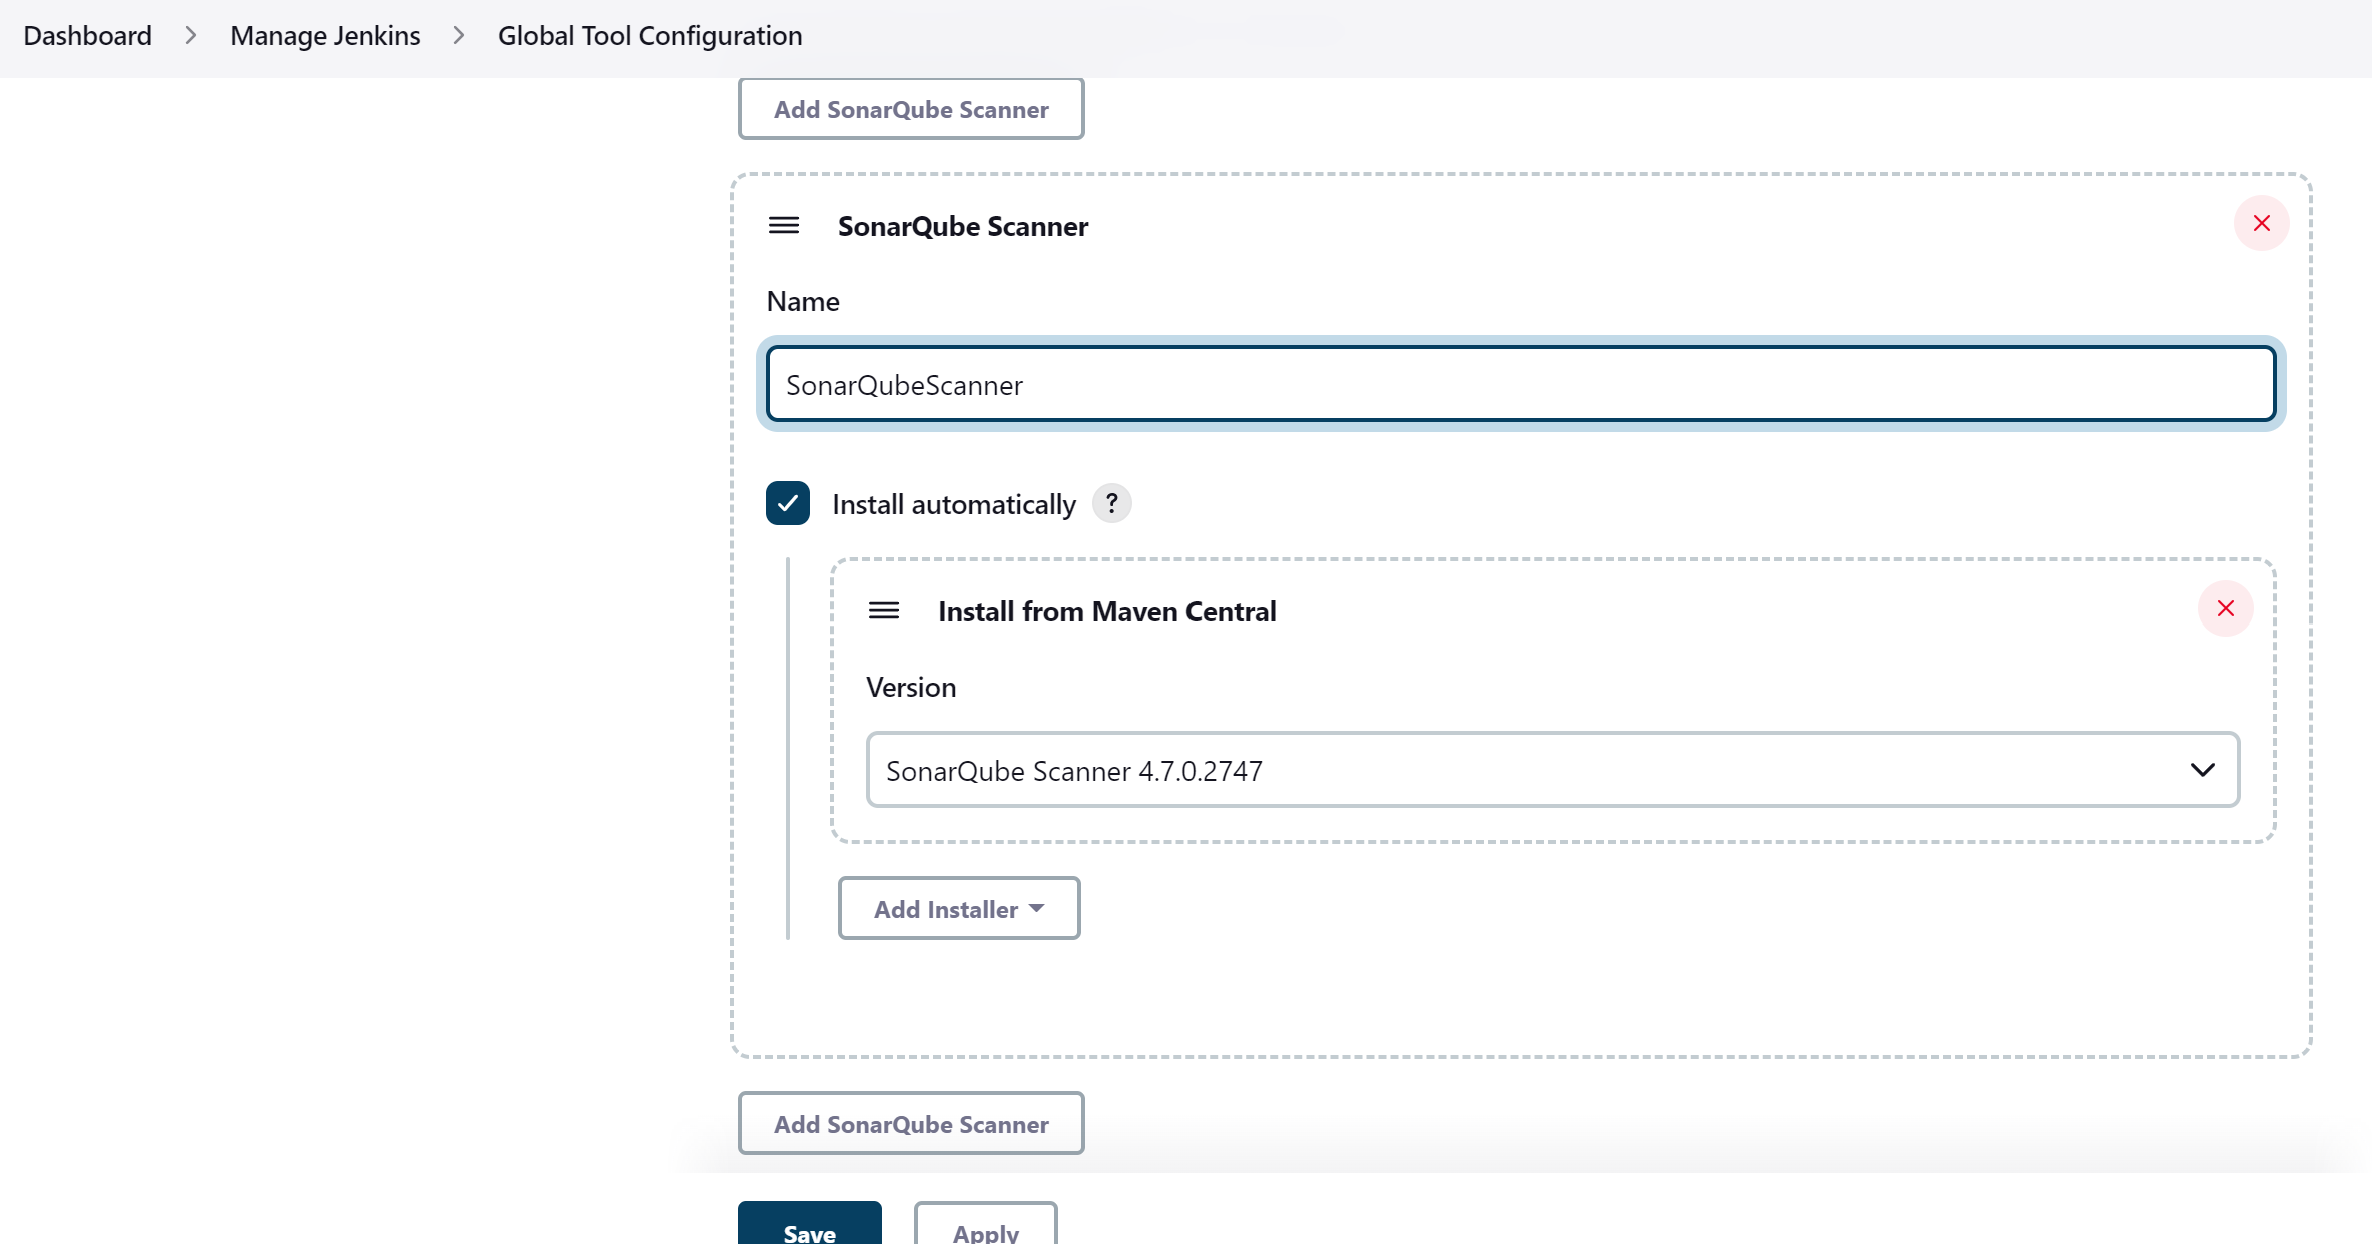 Dashboard > Manage Jenkins > Global Tool Configuration
Add SonarQube Scanner
SonarQube Scanner
Name
SonarQubeScanner
Install automatically ?
Install from Maven Central
Version
SonarQube Scanner 4.7.0.2747
Add Installer
Add SonarQube Scanner
Save Apply